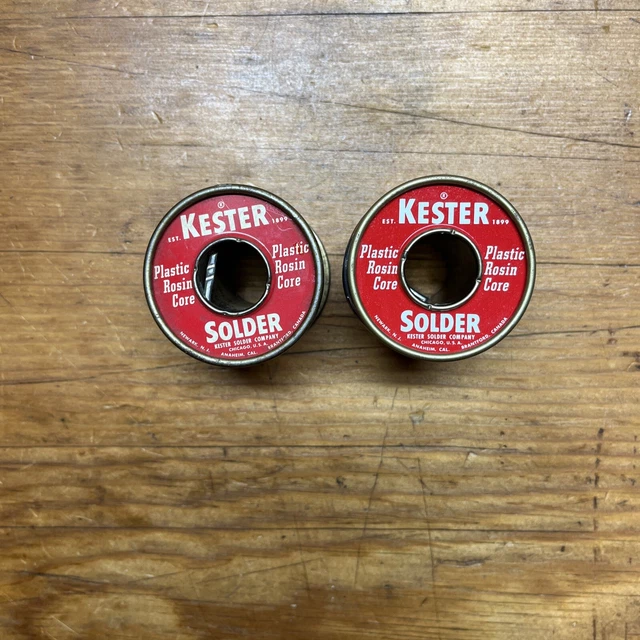 KESTER
®
EST. 1899
Plastic Rosin Core
Plastic Rosin Core
SOLDER
KESTER SOLDER COMPANY
CHICAGO, U.S.A.
NEWARK, N.J. ANAHEIM, CAL. BRANTFORD, CANADA
KESTER
®
EST. 1899
Plastic Rosin Core
Plastic Rosin Core
SOLDER
KESTER SOLDER COMPANY
CHICAGO, U.S.A.
NEWARK, N.J. ANAHEIM, CAL. BRANTFORD, CANADA